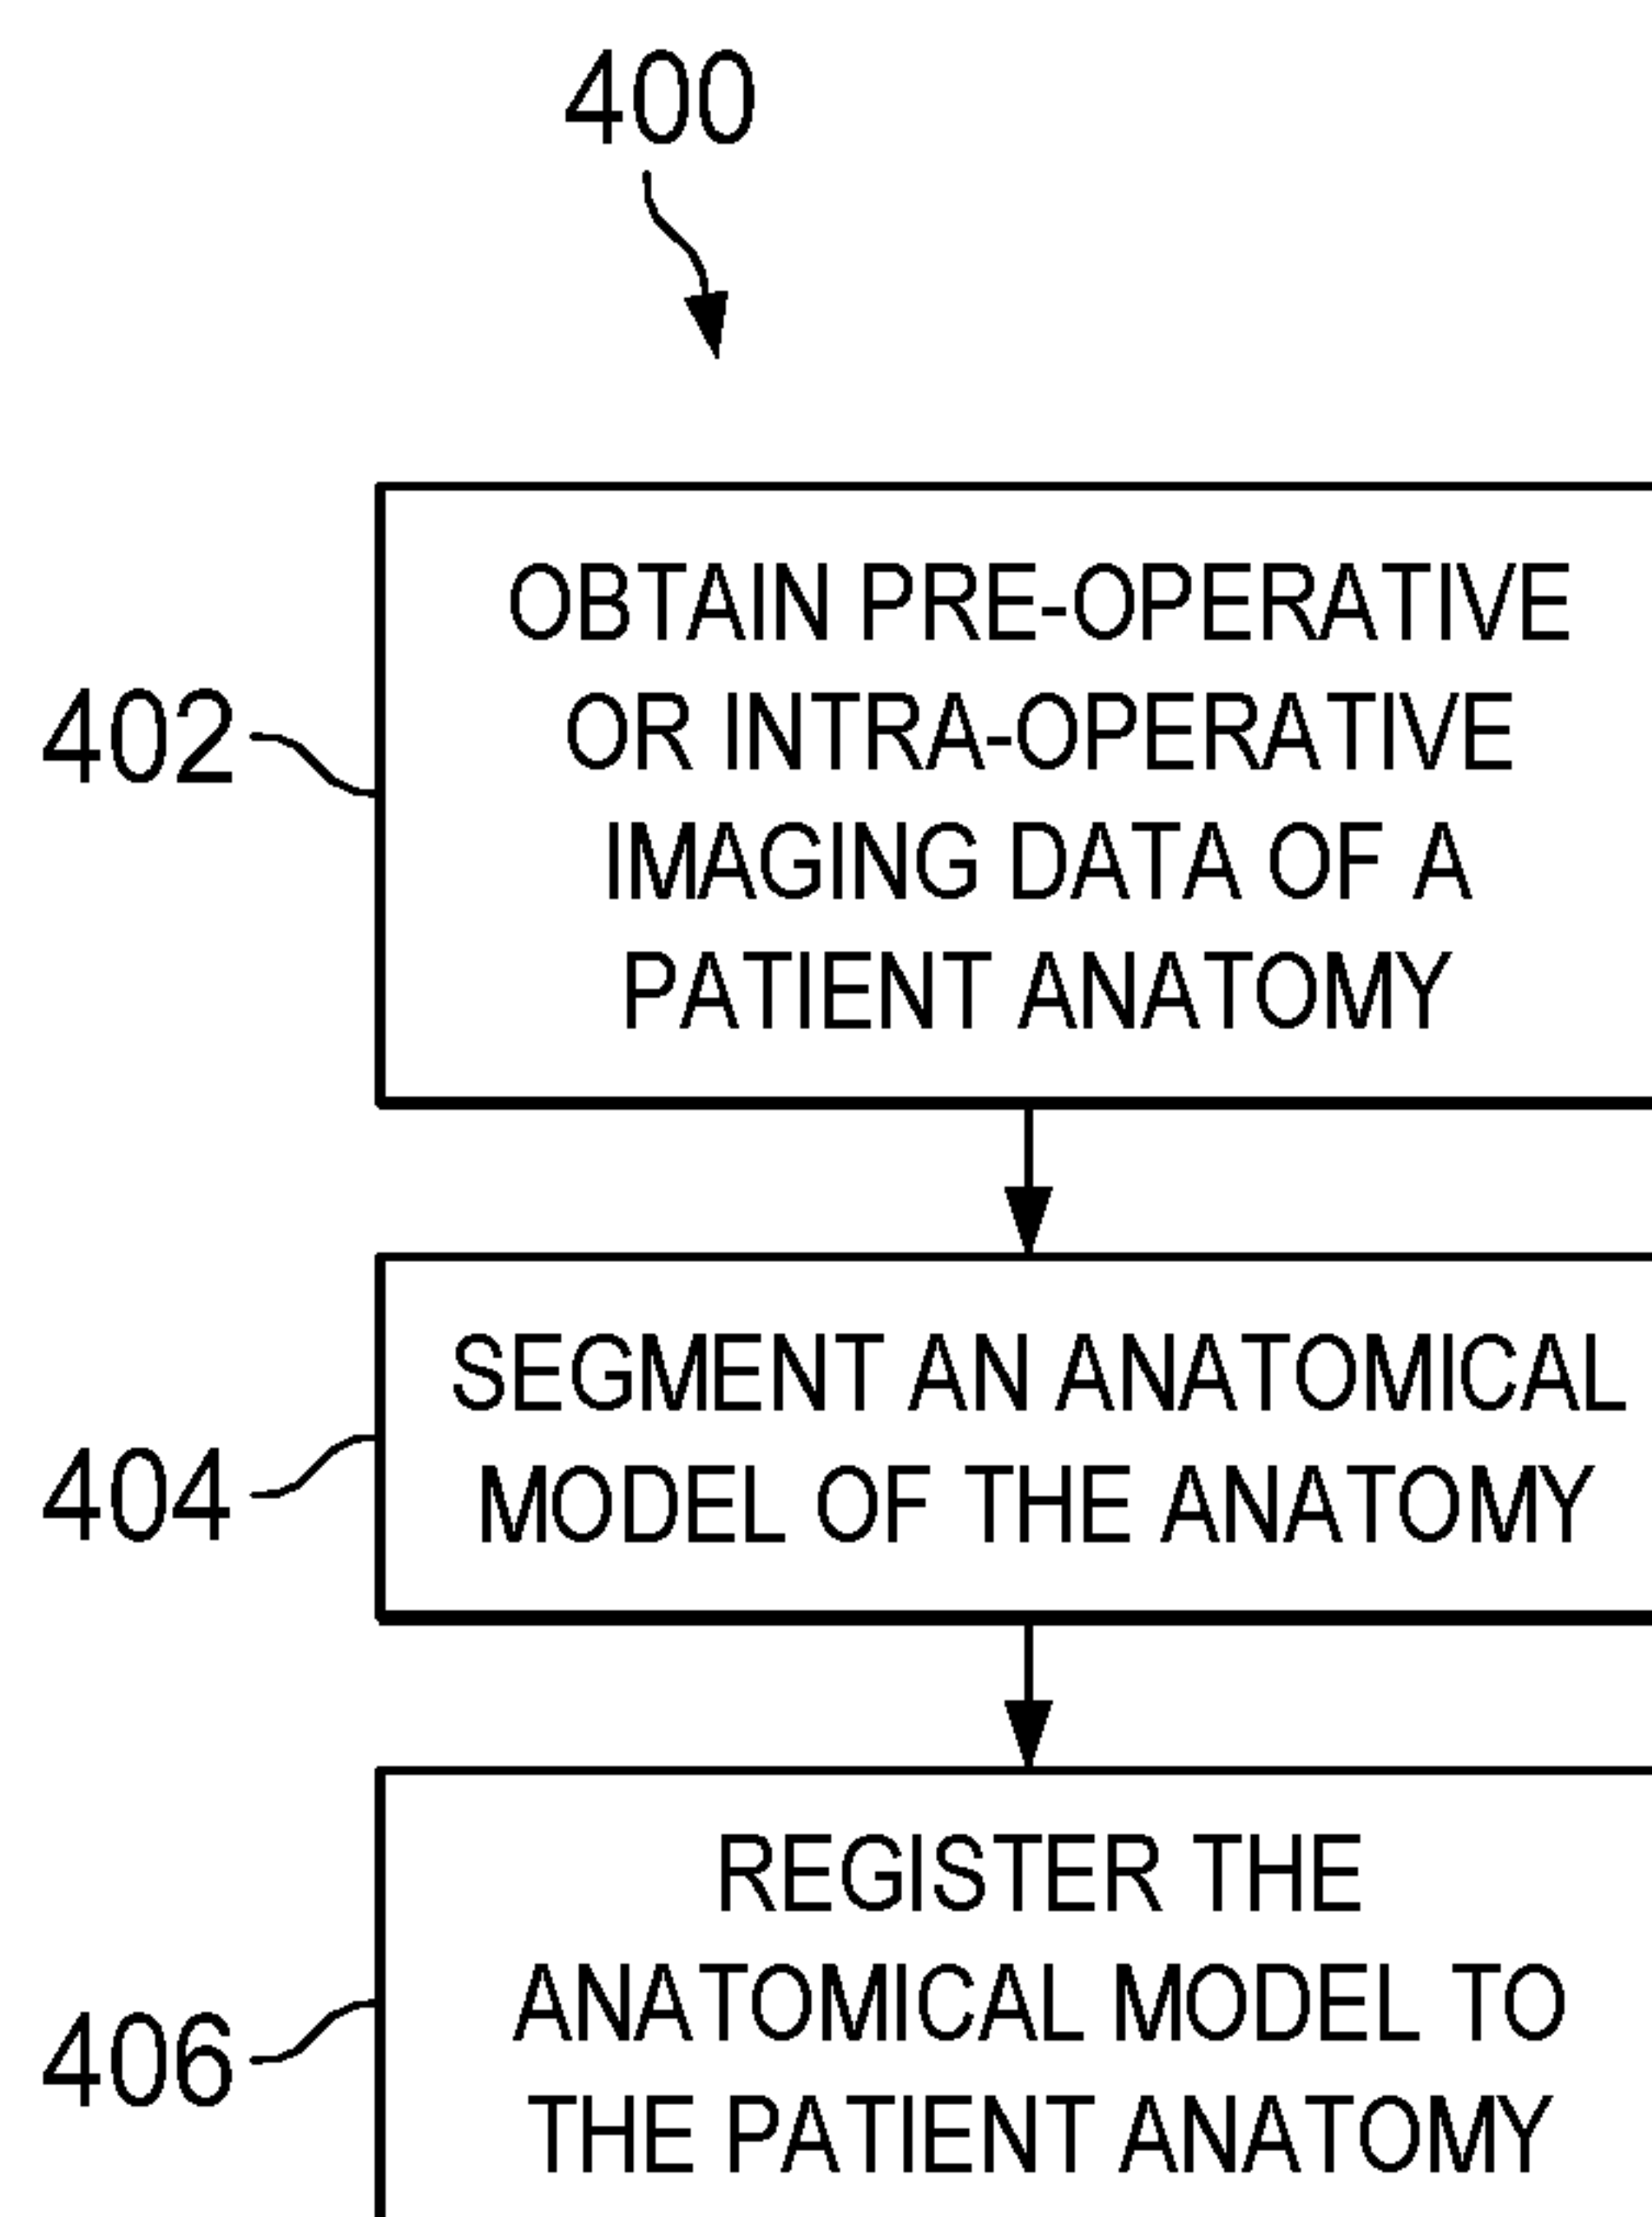 400
OBTAIN PRE-OPERATIVE
OR INTRA-OPERATIVE
IMAGING DATA OF A
PATIENT ANATOMY
402
SEGMENT AN ANATOMICAL
MODEL OF THE ANATOMY
404
REGISTER THE
ANATOMICAL MODEL TO
THE PATIENT ANATOMY
406